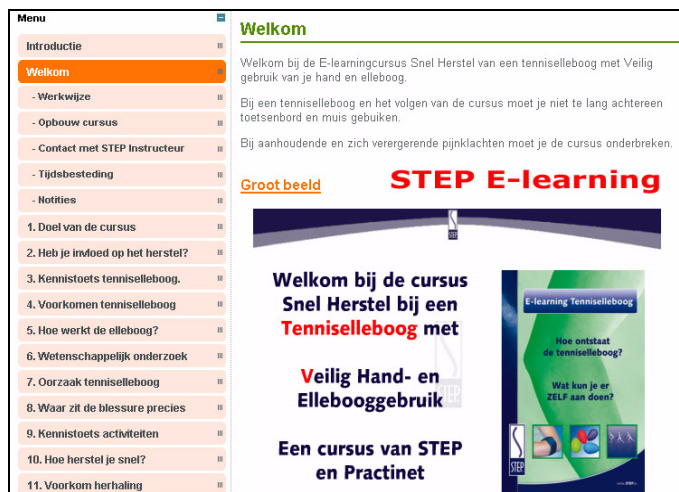 Menu
Introductie
Welkom
- Werkwijze
- Opbouw cursus
- Contact met STEP Instructeur
- Tijdsbesteding
- Notities
1. Doel van de cursus
2. Heb je invloed op het herstel?
3. Kennistoets tenniselleboog.
4. Voorkomen tenniselleboog
5. Hoe werkt de elleboog?
6. Wetenschappelijk onderzoek
7. Oorzaak tenniselleboog
8. Waar zit de blessure precies
9. Kennistoets activiteiten
10. Hoe herstel je snel?
11. Voorkom herhaling
Welkom
Welkom bij de E-learningcursus Snel Herstel van een tenniselleboog met Veilig
gebruik van je hand en elleboog.
Bij een tenniselleboog en het volgen van de cursus moet je niet te lang achtereen
toetsenbord en muis gebuiken.
Bij aanhoudende en zich verergerende pijnklachten moet je de cursus onderbreken.
Groot beeld
STEP E-learning
STEP
Welkom bij de cursus
Snel Herstel bij een
Tenniselleboog met
Veilig Hand- en
Ellebooggebruik
Een cursus van STEP
en Practinet
STEP
E-learning Tenniselleboog
Hoe ontstaat
de tenniselleboog?
Wat kun je er
ZELF aan doen?
STEP